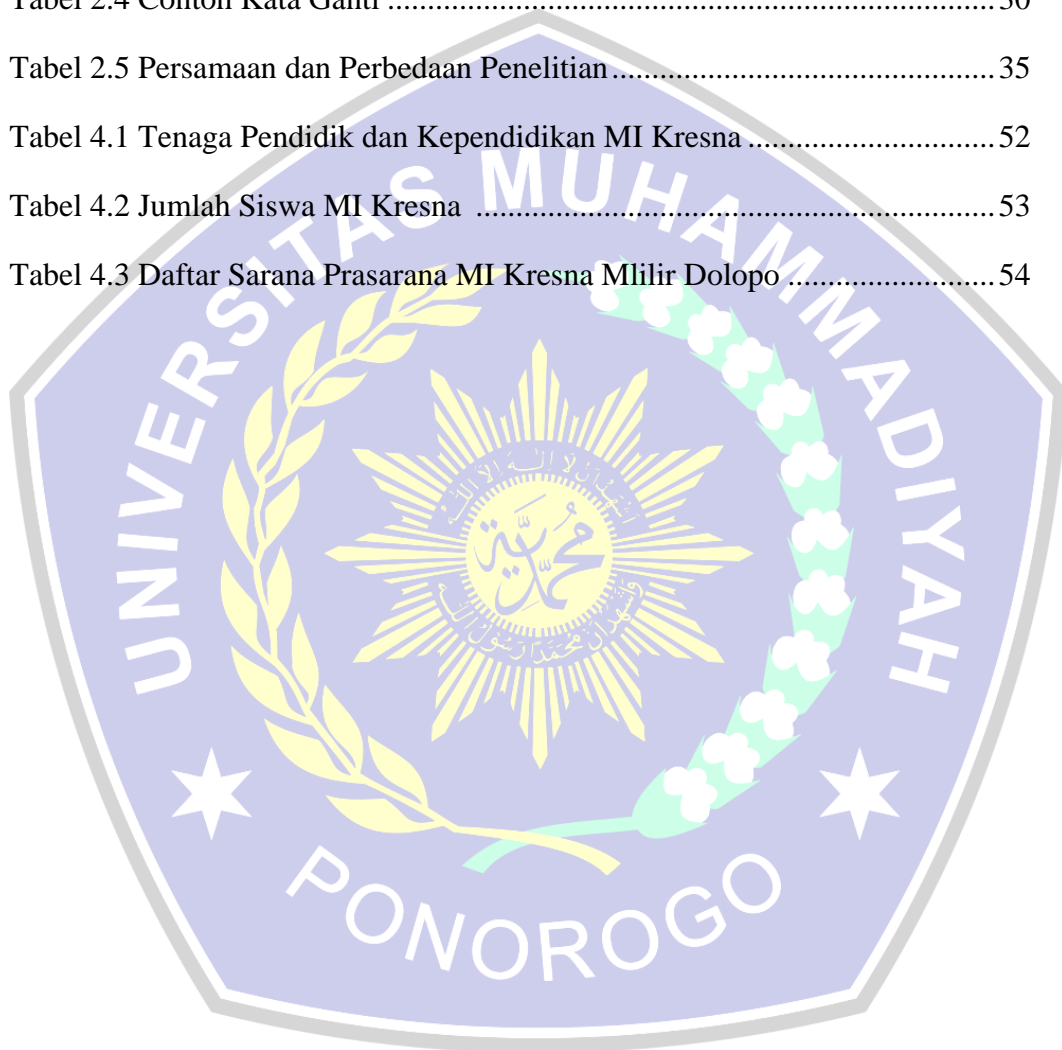 Tabel 2.4 Contoh Kata Ganti ........................................................................... 30
Tabel 2.5 Persamaan dan Perbedaan Penelitian ............................................... 35
Tabel 4.1 Tenaga Pendidik dan Kependidikan MI Kresna .............................. 52
Tabel 4.2 Jumlah Siswa MI Kresna ................................................................ 53
Tabel 4.3 Daftar Sarana Prasarana MI Kresna Mlilir Dolopo ......................... 54
UNIVERSITAS MUHAMMADIYAH
محمدية
PONOROGO